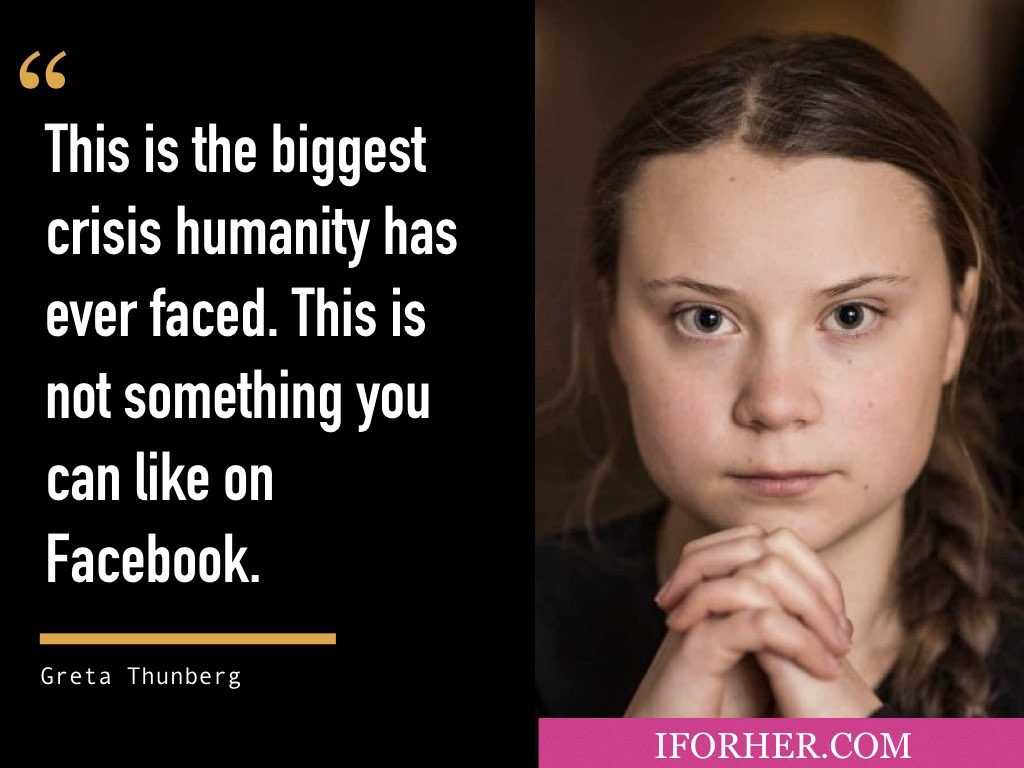 “
This is the biggest
crisis humanity has
ever faced. This is
not something you
can like on
Facebook.
Greta Thunberg
IFORHER.COM